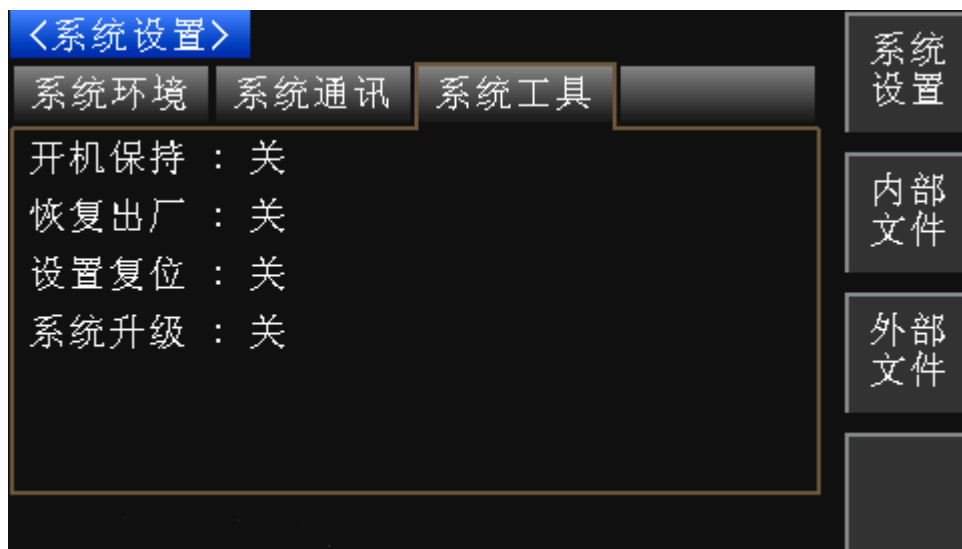 <系统设置>
系统环境 系统通讯 系统工具
开机保持 : 关
恢复出厂 : 关
设置复位 : 关
系统升级 : 关
系统
设置
内部
文件
外部
文件